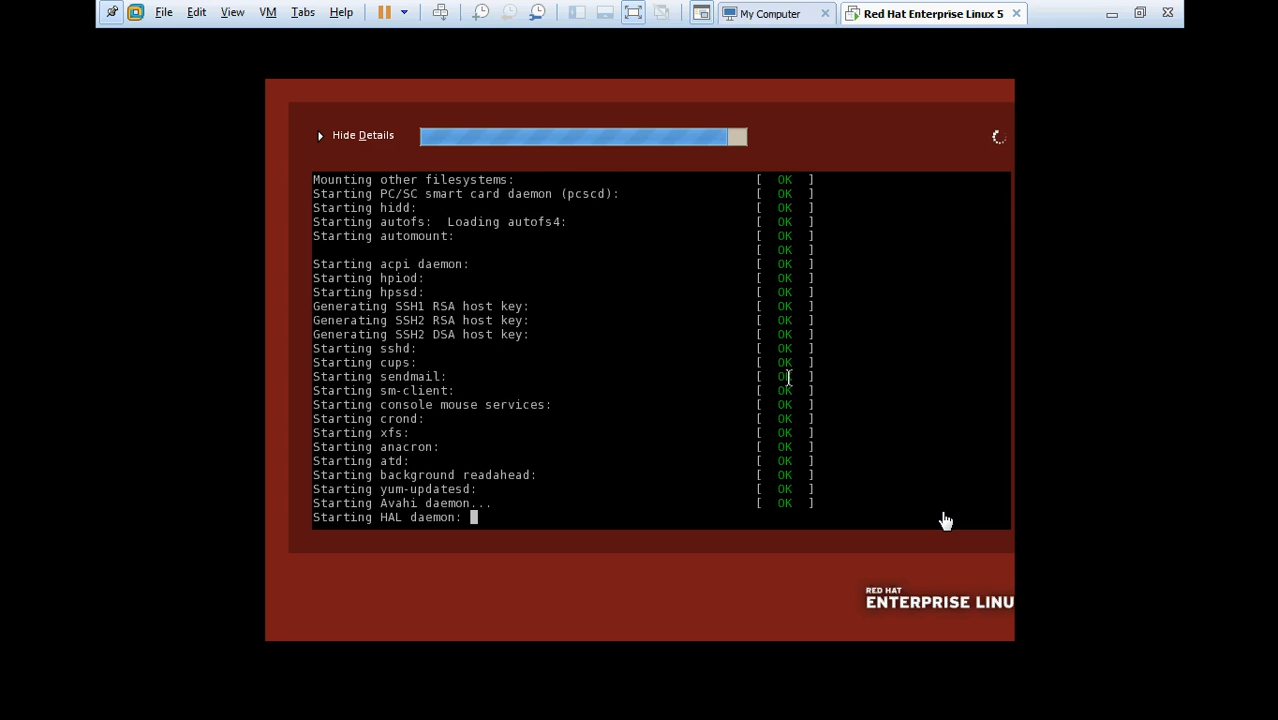 File Edit View VM Tabs Help My Computer Red Hat Enterprise Linux 5
Hide Details
Mounting other filesystems: [ OK ]
Starting PC/SC smart card daemon (pcscd): [ OK ]
Starting hidd: [ OK ]
Starting autofs: Loading autofs4: [ OK ]
Starting automount: [ OK ]
[ OK ]
Starting acpi daemon: [ OK ]
Starting hpiod: [ OK ]
Starting hpssd: [ OK ]
Generating SSH1 RSA host key: [ OK ]
Generating SSH2 RSA host key: [ OK ]
Generating SSH2 DSA host key: [ OK ]
Starting sshd: [ OK ]
Starting cups: [ OK ]
Starting sendmail: [ OK ]
Starting sm-client: [ OK ]
Starting console mouse services: [ OK ]
Starting crond: [ OK ]
Starting xfs: [ OK ]
Starting anacron: [ OK ]
Starting atd: [ OK ]
Starting background readahead: [ OK ]
Starting yum-updatesd: [ OK ]
Starting Avahi daemon... [ OK ]
Starting HAL daemon:
RED HAT
ENTERPRISE LINU